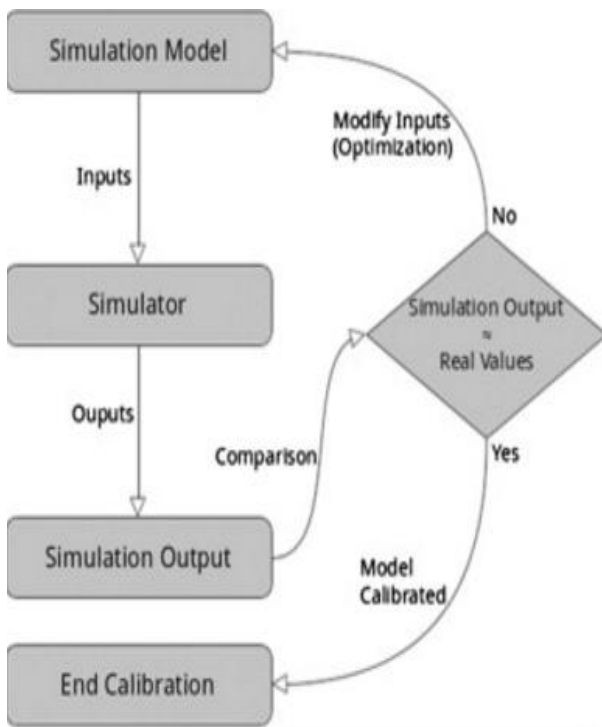 Simulation Model
Modify Inputs
(Optimization)
Inputs
No
Simulator
Simulation Output
≈
Real Values
Ouputs
Comparison
Yes
Simulation Output
Model
Calibrated
End Calibration